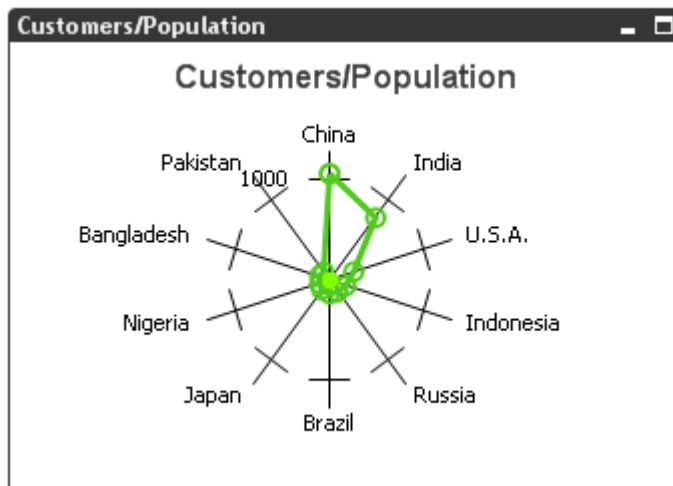 Customers/Population
Customers/Population
China
Pakistan
1000
India
Bangladesh
U.S.A.
Nigeria
Indonesia
Japan
Russia
Brazil